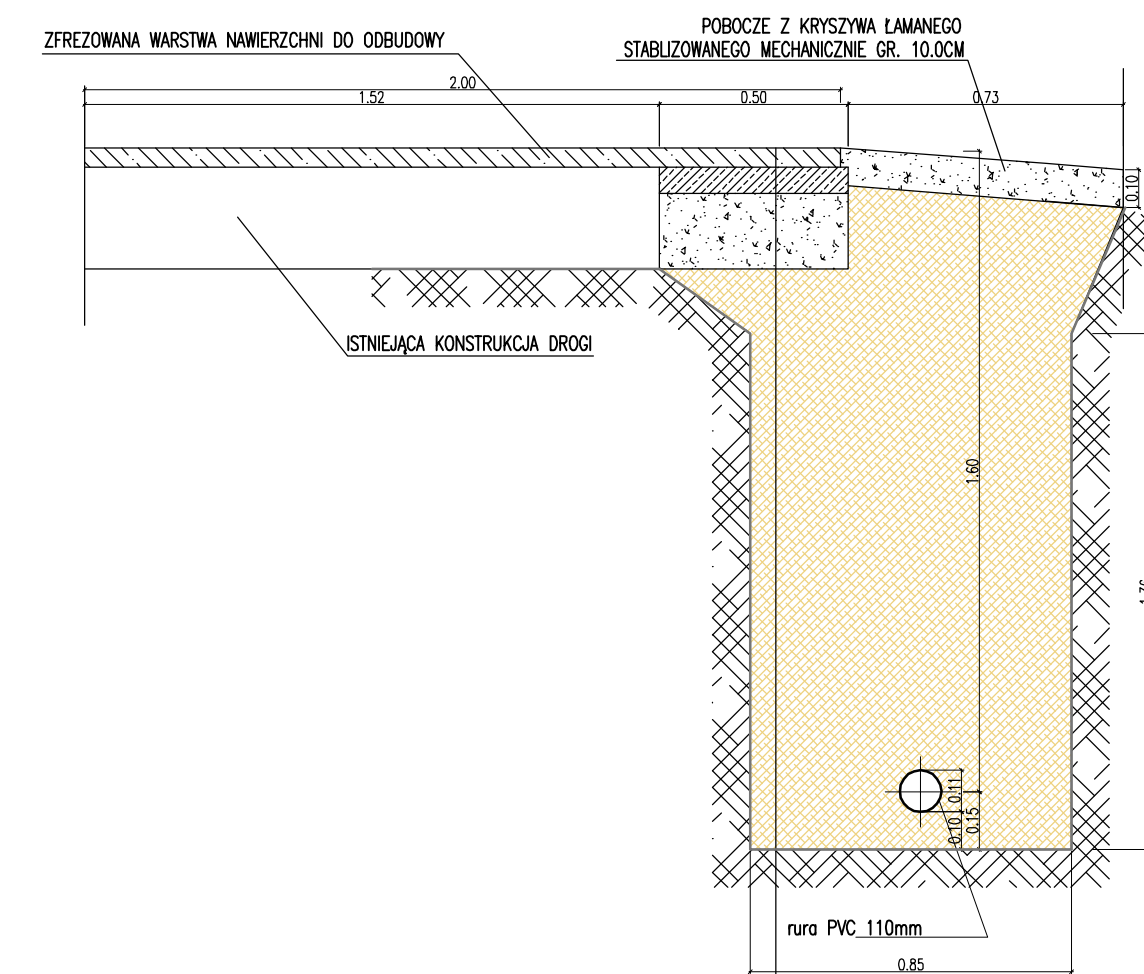 POBOCZE Z KRYSZYWA ŁAMANEGO
ZFREZOWANA WARSTWA NAWIERZCHNI DO ODBUDOWY
STABLIZOWANEGO MECHANICZNIE GR. 10.0CM
2.00
1.52
0.50
0.73
0.10
ISTNIEJĄCA KONSTRUKCJA DROGI
1.60
0.11
0.10
0.15
rura PVC 110mm
0.85